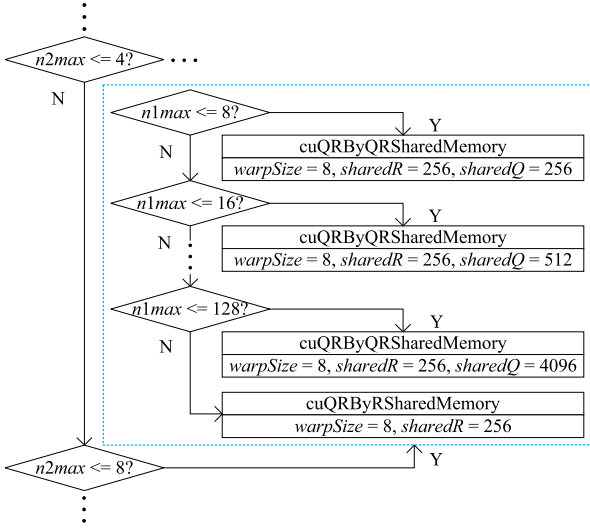 n2max <= 4?
N
n1max <= 8?
Y
cuQRByQRSharedMemory
warpSize = 8, sharedR = 256, sharedQ = 256
N
n1max <= 16?
Y
cuQRByQRSharedMemory
warpSize = 8, sharedR = 256, sharedQ = 512
N
n1max <= 128?
Y
cuQRByQRSharedMemory
warpSize = 8, sharedR = 256, sharedQ = 4096
N
cuQRByRSharedMemory
warpSize = 8, sharedR = 256
n2max <= 8?
Y